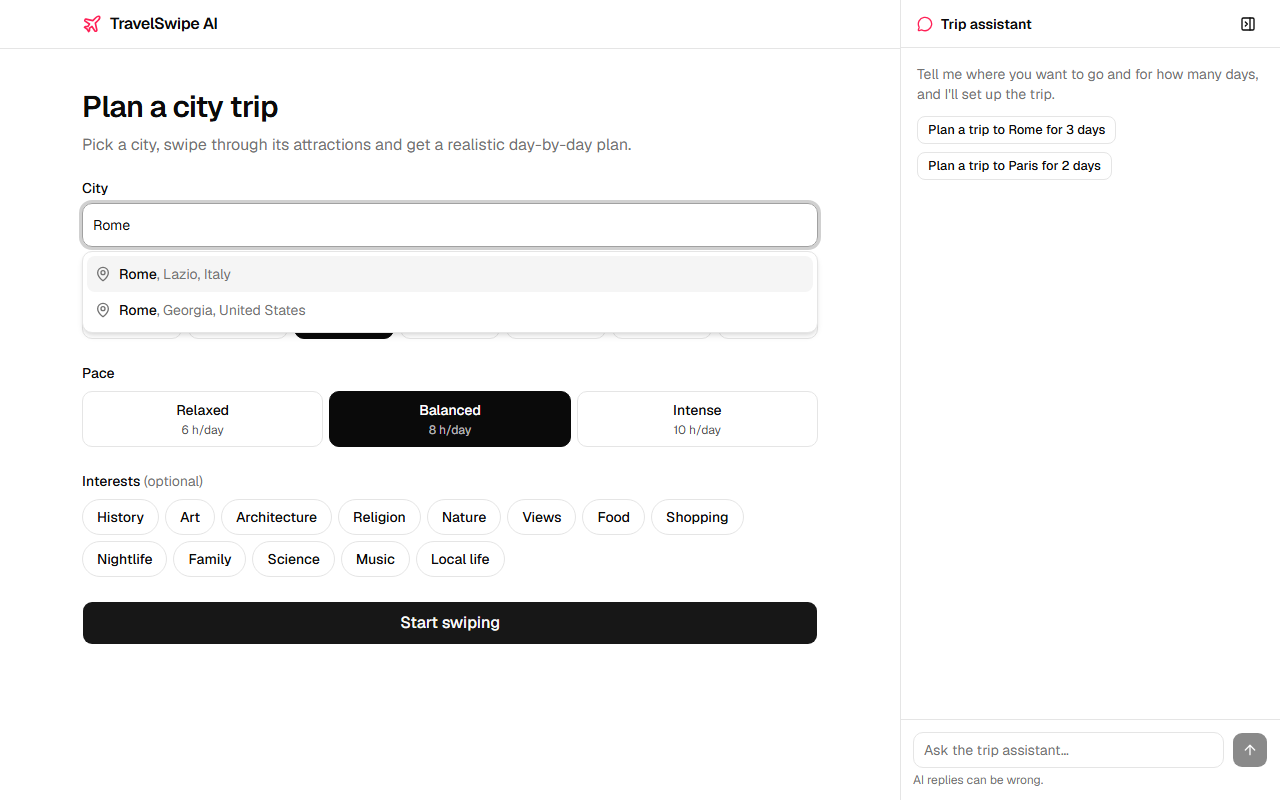 TravelSwipe AI
Plan a city trip
Pick a city, swipe through its attractions and get a realistic day-by-day plan.
City
Rome
Rome, Lazio, Italy
Rome, Georgia, United States
Pace
Relaxed
6 h/day
Balanced
8 h/day
Intense
10 h/day
Interests (optional)
History Art Architecture Religion Nature Views Food Shopping
Nightlife Family Science Music Local life
Start swiping
Trip assistant
Tell me where you want to go and for how many days,
and I'll set up the trip.
Plan a trip to Rome for 3 days
Plan a trip to Paris for 2 days
Ask the trip assistant...
AI replies can be wrong.